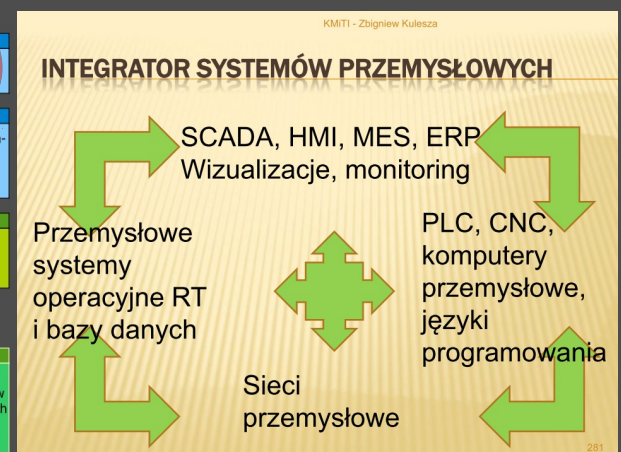 KMiTI - Zbigniew Kulesza
INTEGRATOR SYSTEMÓW PRZEMYSŁOWYCH
SCADA, HMI, MES, ERP
Wizualizacje, monitoring
Przemysłowe
systemy
operacyjne RT
i bazy danych
PLC, CNC,
komputery
przemysłowe,
języki
programowania
Sieci
przemysłowe
281